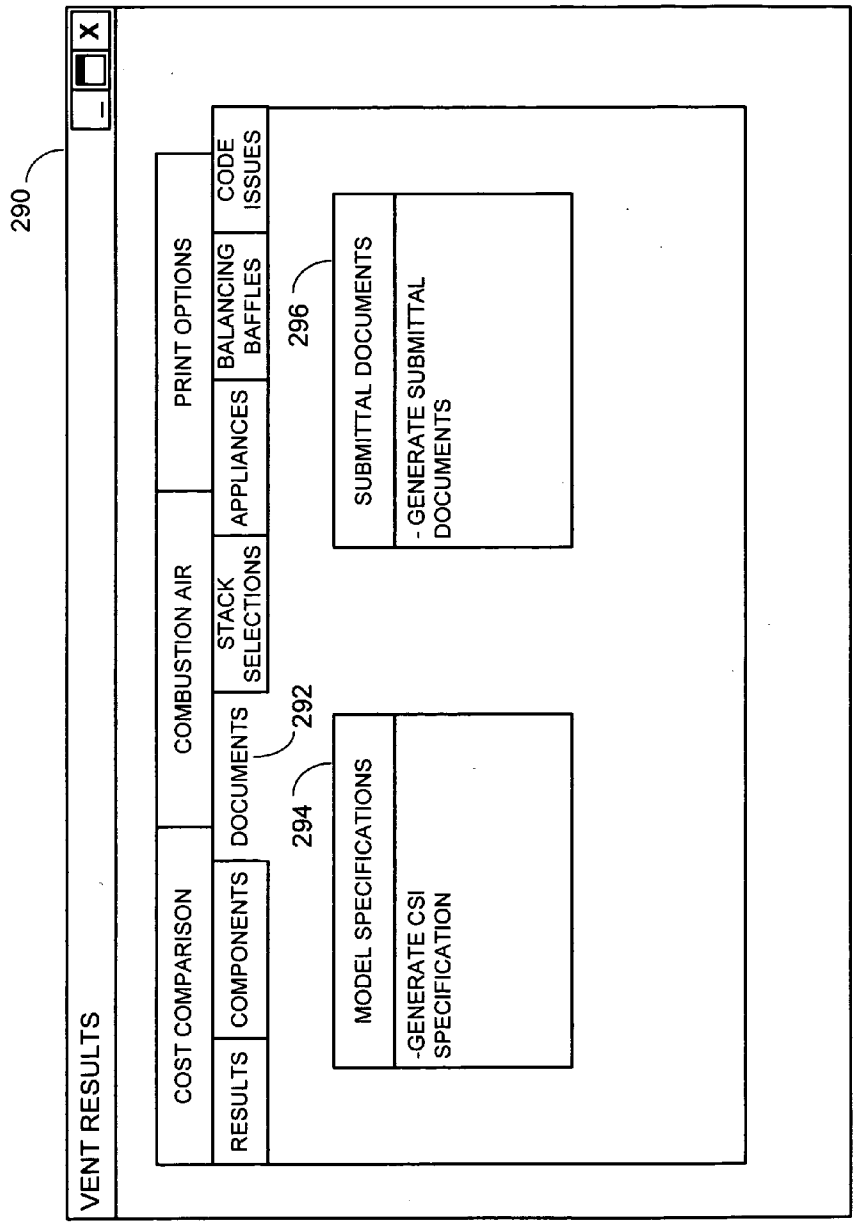 290
VENT RESULTS
_ X
COST COMPARISON
COMBUSTION AIR
PRINT OPTIONS
RESULTS
COMPONENTS
DOCUMENTS
STACK
SELECTIONS
APPLIANCES
BALANCING
BAFFLES
CODE
ISSUES
292
294
MODEL SPECIFICATIONS
-GENERATE CSI
SPECIFICATION
296
SUBMITTAL DOCUMENTS
- GENERATE SUBMITTAL
DOCUMENTS